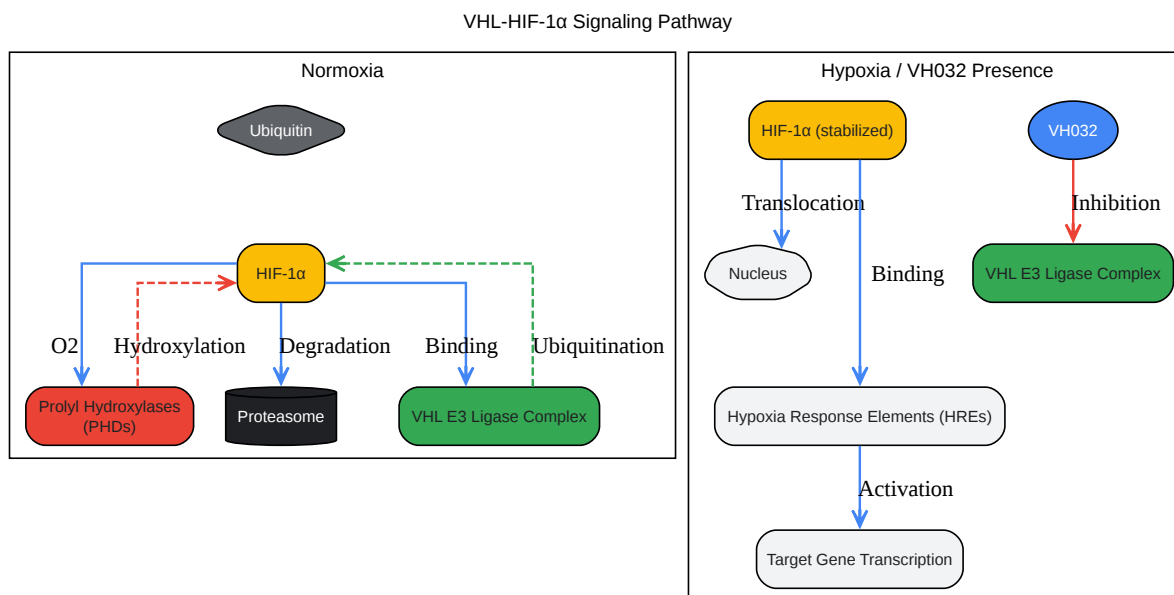 VHL-HIF-1α Signaling Pathway
Normoxia
Ubiquitin
HIF-1α
O2
Hydroxylation
Degradation
Binding
Ubiquitination
Prolyl Hydroxylases
(PHDs)
Proteasome
VHL E3 Ligase Complex
Hypoxia / VH032 Presence
HIF-1α (stabilized)
VH032
Translocation
Inhibition
Nucleus
Binding
VHL E3 Ligase Complex
Hypoxia Response Elements (HREs)
Activation
Target Gene Transcription